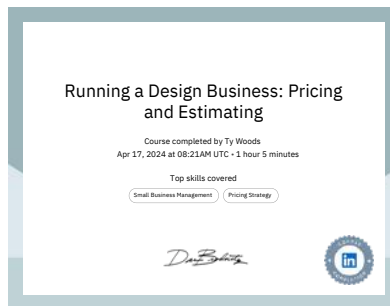 Running a Design Business: Pricing
and Estimating
Course completed by Ty Woods
Apr 17, 2024 at 08:21AM UTC • 1 hour 5 minutes
Top skills covered
Small Business Management Pricing Strategy
in